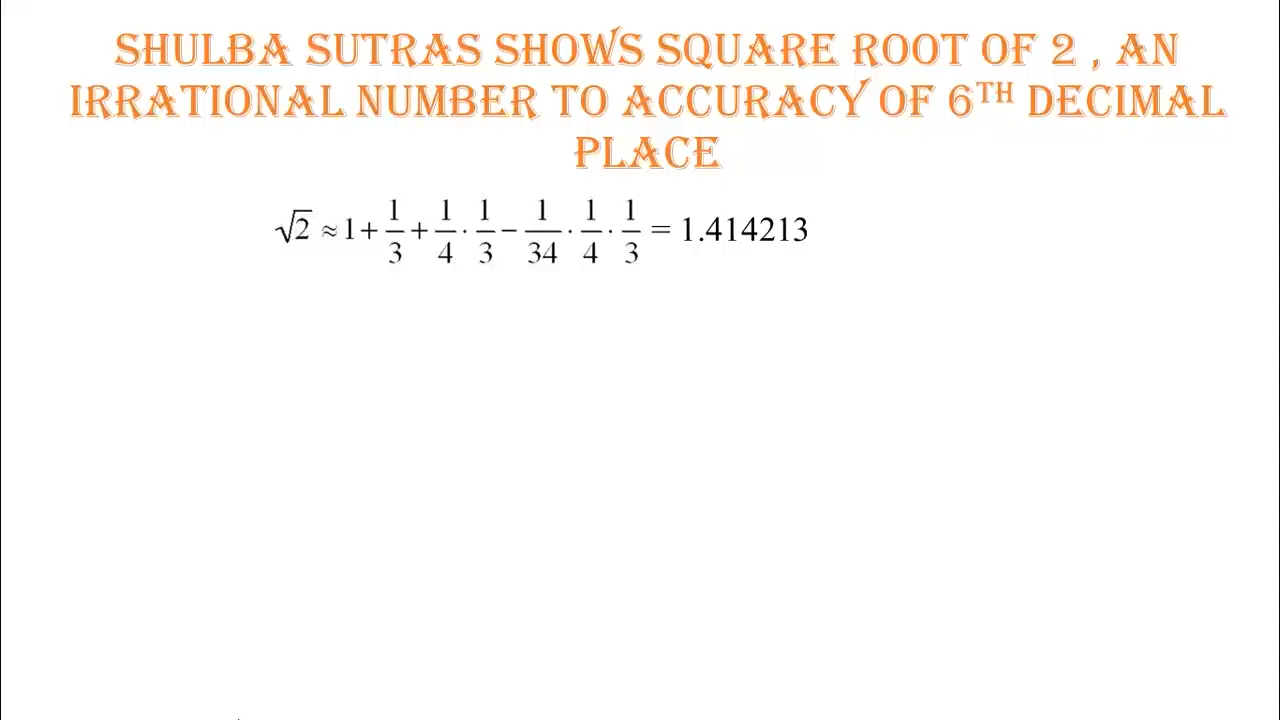 SHULBA SUTRAS SHOWS SQUARE ROOT OF 2 , AN
IRRATIONAL NUMBER TO ACCURACY OF 6TH DECIMAL
PLACE
√2 ≈ 1 + 1/3 + 1/4 · 1/3 − 1/34 · 1/4 · 1/3 = 1.414213